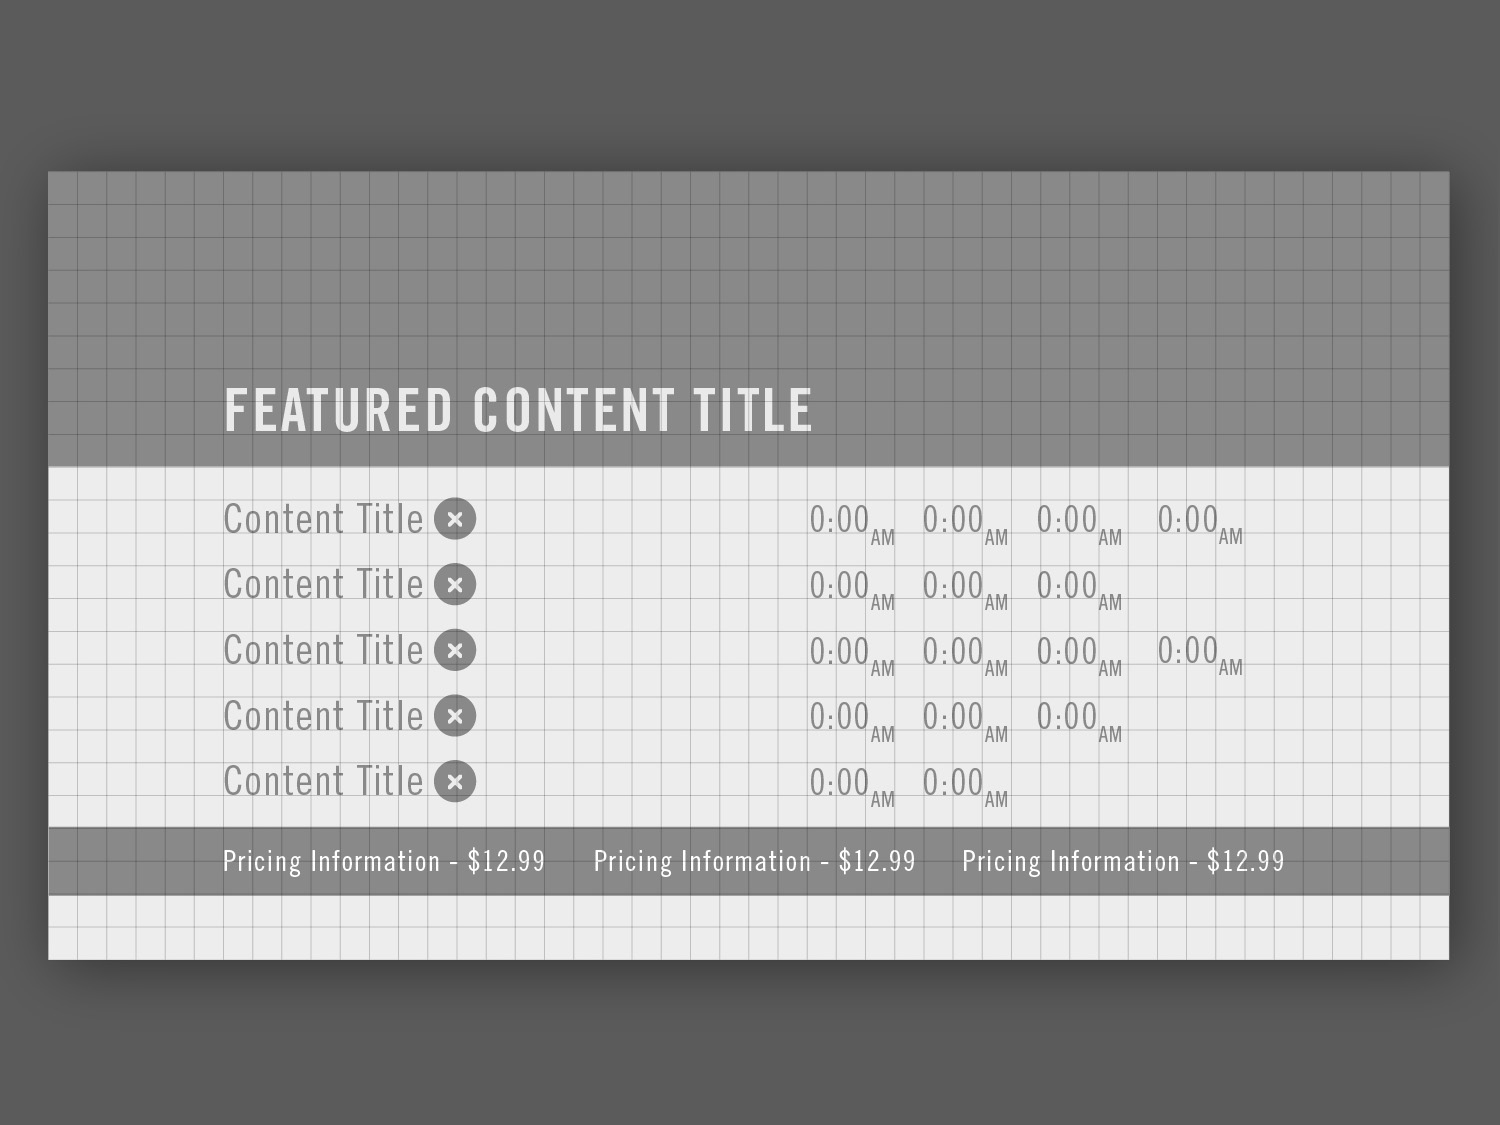 FEATURED CONTENT TITLE
Content Title 0:00AM 0:00AM 0:00AM 0:00AM
Content Title 0:00AM 0:00AM 0:00AM
Content Title 0:00AM 0:00AM 0:00AM 0:00AM
Content Title 0:00AM 0:00AM 0:00AM
Content Title 0:00AM 0:00AM
Pricing Information - $12.99 Pricing Information - $12.99 Pricing Information - $12.99